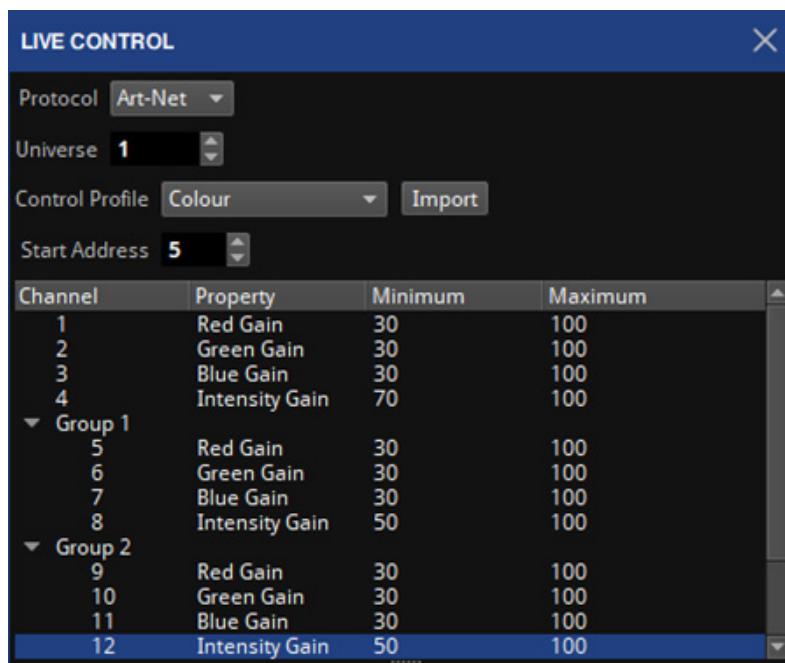 LIVE CONTROL
Protocol Art-Net
Universe 1
Control Profile Colour Import
Start Address 5
Channel Property Minimum Maximum
1 Red Gain 30 100
2 Green Gain 30 100
3 Blue Gain 30 100
4 Intensity Gain 70 100
Group 1
5 Red Gain 30 100
6 Green Gain 30 100
7 Blue Gain 30 100
8 Intensity Gain 50 100
Group 2
9 Red Gain 30 100
10 Green Gain 30 100
11 Blue Gain 30 100
12 Intensity Gain 50 100